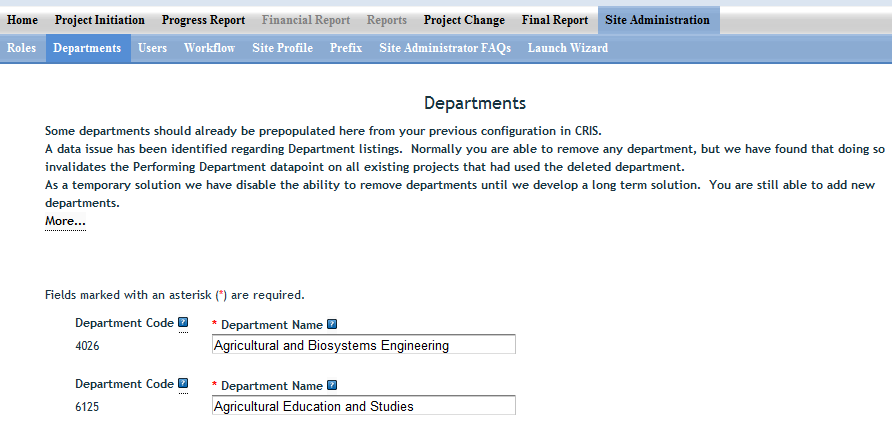 Home Project Initiation Progress Report Financial Report Reports Project Change Final Report Site Administration
Roles Departments Users Workflow Site Profile Prefix Site Administrator FAQs Launch Wizard
Departments
Some departments should already be prepopulated here from your previous configuration in CRIS.
A data issue has been identified regarding Department listings. Normally you are able to remove any department, but we have found that doing so
invalidates the Performing Department datapoint on all existing projects that had used the deleted department.
As a temporary solution we have disable the ability to remove departments until we develop a long term solution. You are still able to add new
departments.
More...
Fields marked with an asterisk (*) are required.
Department Code ? * Department Name ?
4026 Agricultural and Biosystems Engineering
Department Code ? * Department Name ?
6125 Agricultural Education and Studies